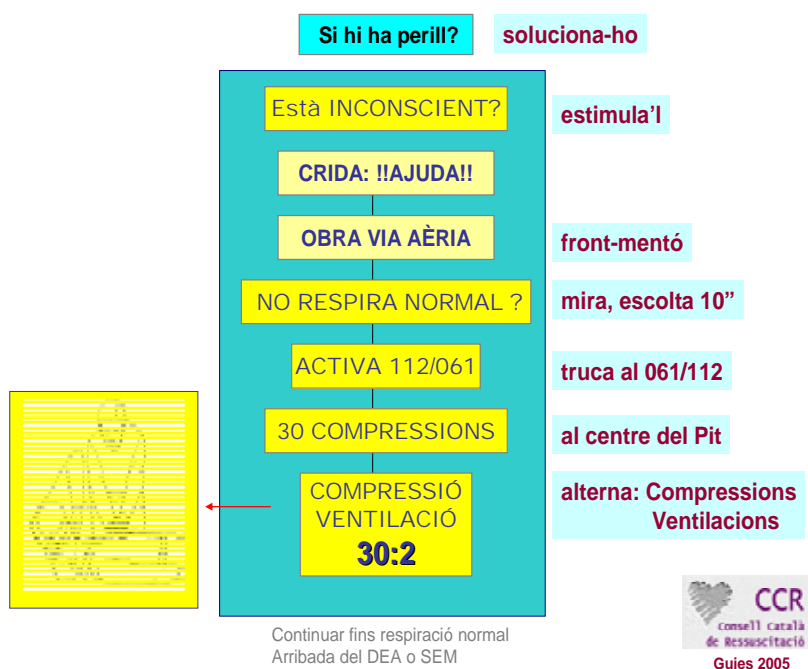 Si hi ha perill?
soluciona-ho
Està INCONSCIENT?
estimula’l
CRIDA: !!AJUDA!!
OBRA VIA AÈRIA
front-mentó
NO RESPIRA NORMAL ?
mira, escolta 10”
ACTIVA 112/061
truca al 061/112
30 COMPRESSIONS
al centre del Pit
COMPRESSIÓ
VENTILACIÓ
30:2
alterna: Compressions
Ventilacions
Continuar fins respiració normal
Arribada del DEA o SEM
CCR
Consell Català
de Ressuscitació
Guies 2005